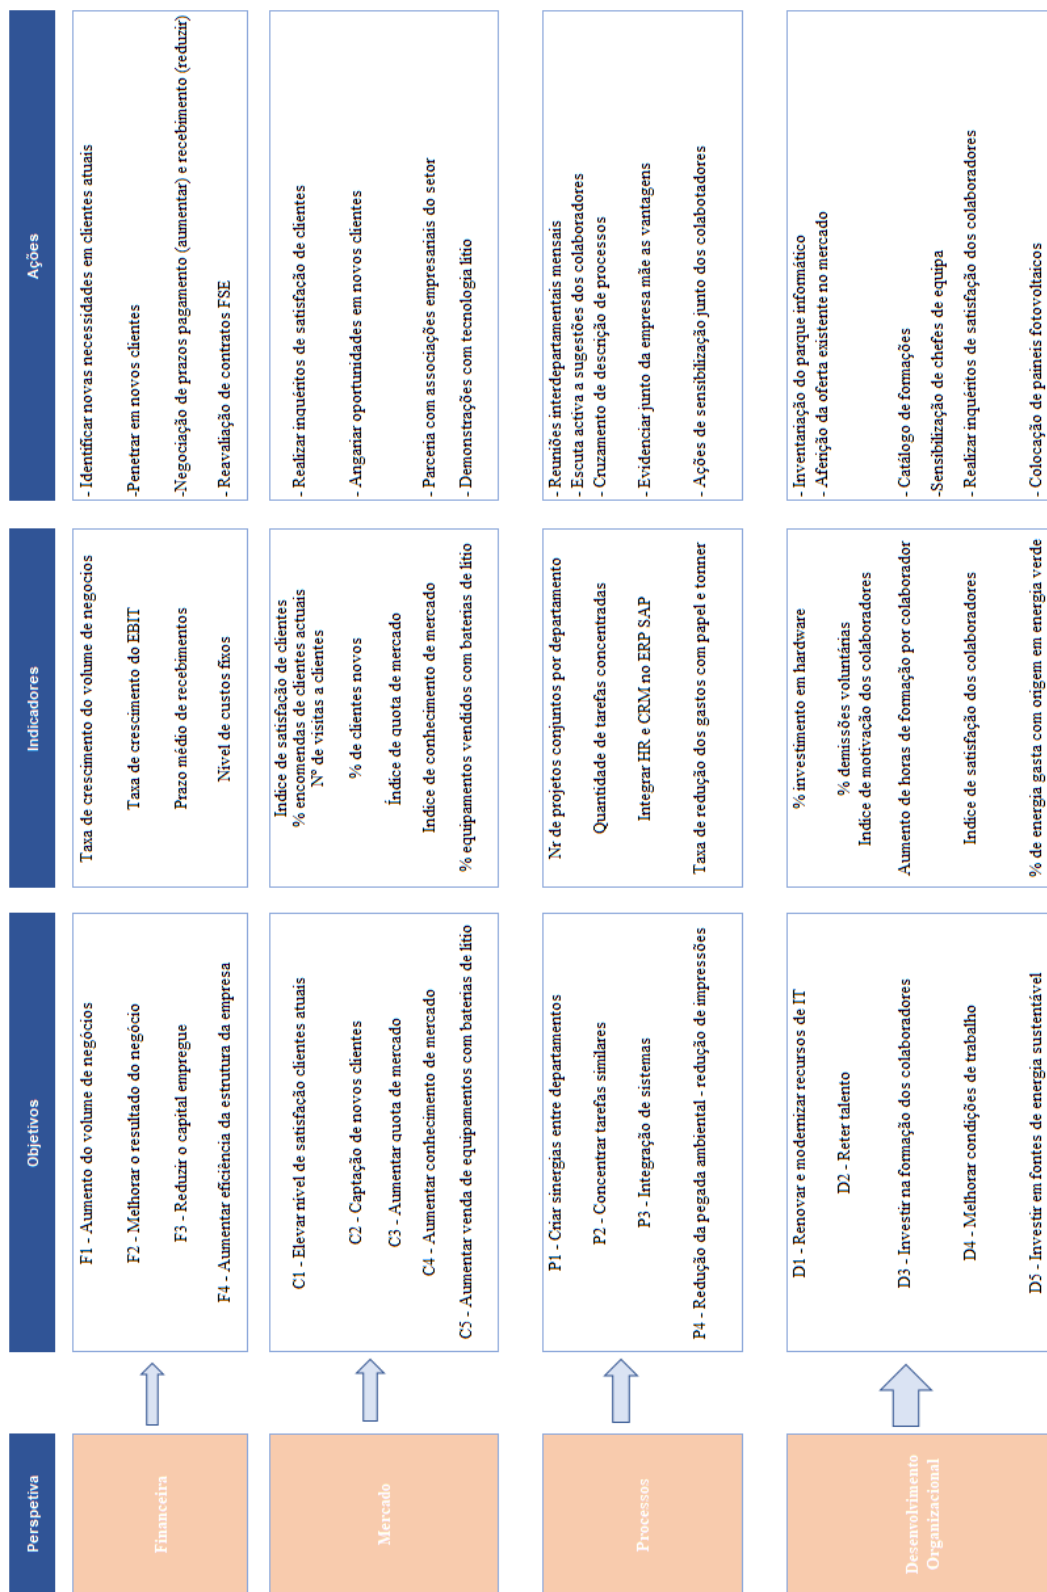 Perspetiva
Objetivos
Indicadores
Ações
Financeira
F1 - Aumento do volume de negócios
F2 - Melhorar o resultado do negócio
F3 - Reduzir o capital empregue
F4 - Aumentar eficiência da estrutura da empresa
Taxa de crescimento do volume de negocios
Taxa de crescimento do EBIT
Prazo médio de recebimentos
Nivel de custos fixos
- Identificar novas necessidades em clientes atuais
-Penetrar em novos clientes
-Negociação de prazos pagamento (aumentar) e recebimento (reduzir)
- Reavaliação de contratos FSE
Mercado
C1 - Elevar nivel de satisfação clientes atuais
C2 - Captação de novos clientes
C3 - Aumentar quota de mercado
C4 - Aumentar conhecimento de mercado
C5 - Aumentar venda de equipamentos com baterias de litio
Indice de satisfação de clientes
% encomendas de clientes actuais
Nº de visitas a clientes
% de clientes novos
Índice de quota de mercado
Indice de conhecimento de mercado
% equipamentos vendidos com baterias de litio
- Realizar inquéritos de satisfação de clientes
- Angariar oportunidades em novos clientes
- Parceria com associações empresariais do setor
- Demonstrações com tecnologia litio
Processos
P1 - Criar sinergias entre departamentos
P2 - Concentrar tarefas similares
P3 - Integração de sistemas
P4 - Redução da pegada ambiental - redução de impressões
Nr de projetos conjuntos por departamento
Quantidade de tarefas concentradas
Integrar HR e CRM no ERP SAP
Taxa de redução dos gastos com papel e tonner
- Reuniões interdepartamentais mensais
- Escuta activa a sugestões dos colaboradores
- Cruzamento de descrição de processos
- Evidenciar junto da empresa mãe as vantagens
- Ações de sensibilização junto dos colabotadores
Desenvolvimento
Organizacional
D1 - Renovar e modernizar recursos de IT
D2 - Reter talento
D3 - Investir na formação dos colaboradores
D4 - Melhorar condições de trabalho
D5 - Investir em fontes de energia sustentável
% investimento em hardware
% demissões voluntárias
Indice de motivação dos colaboradores
Aumento de horas de formação por colaborador
Indice de satisfação dos colaboradores
% de energia gasta com origem em energia verde
- Inventariação do parque informático
- Aferição da oferta existente no mercado
- Catálogo de formações
-Sensibilização de chefes de equipa
- Realizar inquéritos de satisfação dos colaboradores
- Colocação de paineis fotovoltaicos